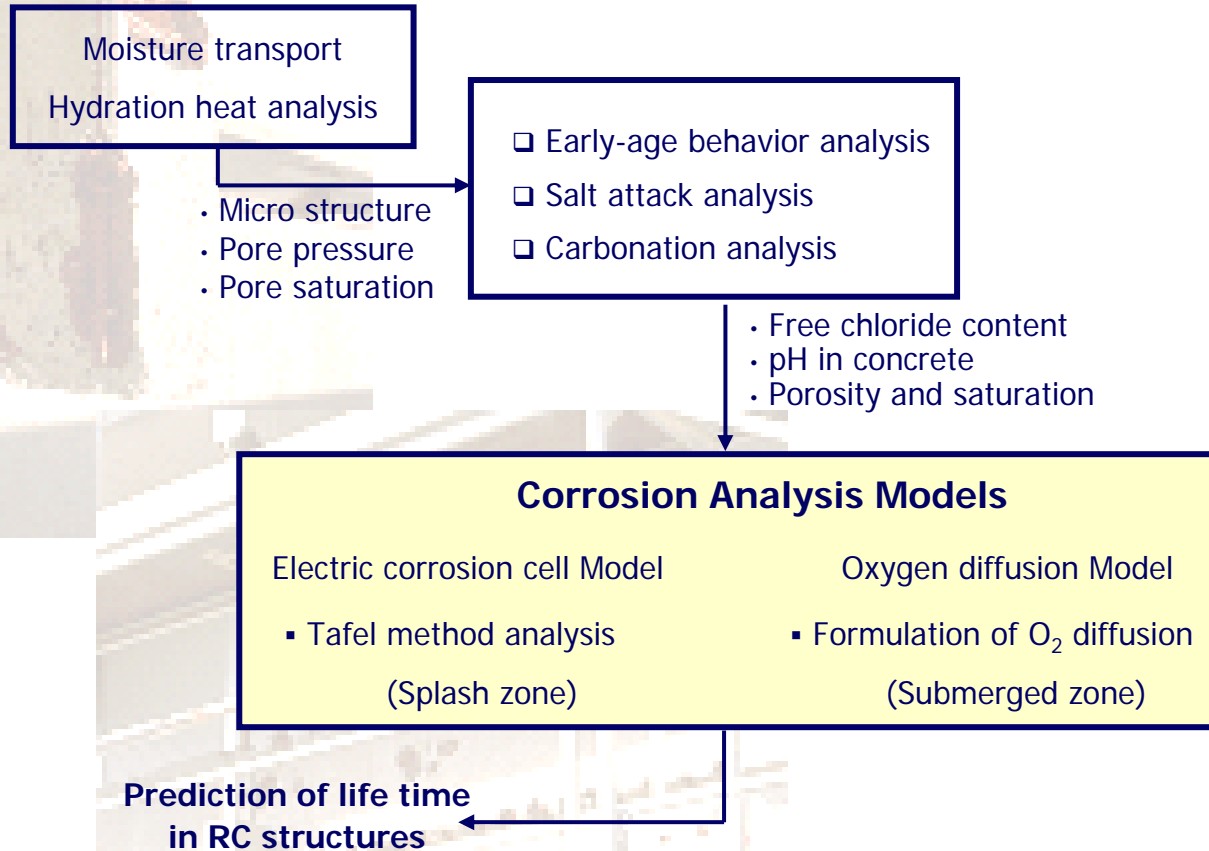 Moisture transport
Hydration heat analysis
❑ Early-age behavior analysis
❑ Salt attack analysis
❑ Carbonation analysis
· Micro structure
· Pore pressure
· Pore saturation
· Free chloride content
· pH in concrete
· Porosity and saturation
Corrosion Analysis Models
Electric corrosion cell Model
▪ Tafel method analysis
(Splash zone)
Oxygen diffusion Model
▪ Formulation of O₂ diffusion
(Submerged zone)
Prediction of life time
in RC structures